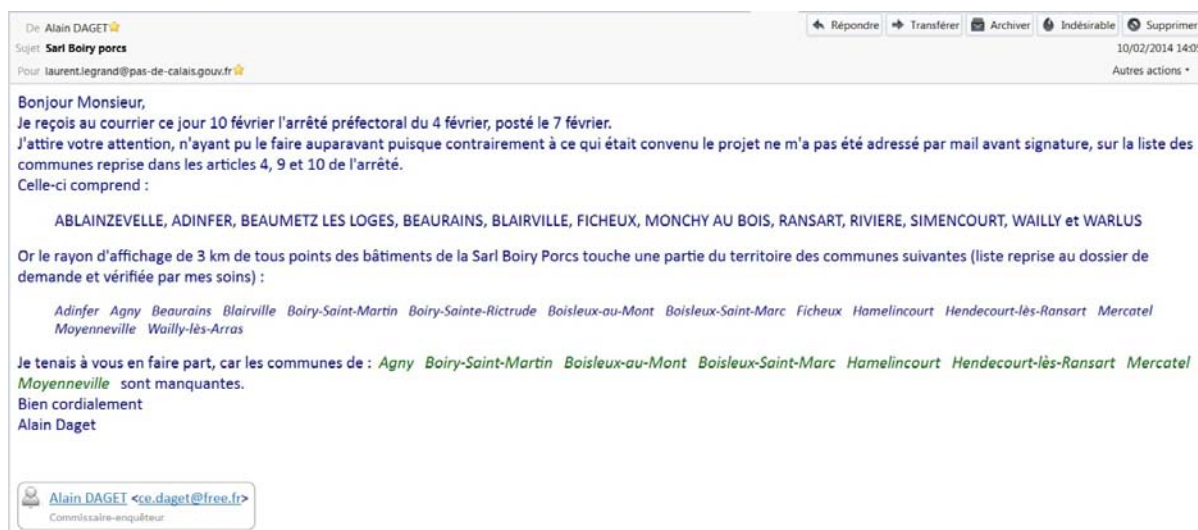 De Alain DAGET
Répondre Transférer Archiver Indésirable Supprimer
Sujet Sarl Boiry porcs
10/02/2014 14:05
Pour laurent.legrand@pas-de-calais.gouv.fr
Autres actions
Bonjour Monsieur,
Je reçois au courrier ce jour 10 février l'arrêté préfectoral du 4 février, posté le 7 février.
J'attire votre attention, n'ayant pu le faire auparavant puisque contrairement à ce qui était convenu le projet ne m'a pas été adressé par mail avant signature, sur la liste des
communes reprise dans les articles 4, 9 et 10 de l'arrêté.
Celle-ci comprend :
ABLAINZEVELLE, ADINFER, BEAUMETZ LES LOGES, BEAURAINS, BLAIRVILLE, FICHEUX, MONCHY AU BOIS, RANSART, RIVIERE, SIMENCOURT, WAILLY et WARLUS
Or le rayon d'affichage de 3 km de tous points des bâtiments de la Sarl Boiry Porcs touche une partie du territoire des communes suivantes (liste reprise au dossier de
demande et vérifiée par mes soins) :
Adinfer Agny Beaurains Blairville Boiry-Saint-Martin Boiry-Sainte-Rictrude Boisleux-au-Mont Boisleux-Saint-Marc Ficheux Hamelincourt Hendecourt-lès-Ransart Mercatel
Moyenneville Wailly-lès-Arras
Je tenais à vous en faire part, car les communes de : Agny Boiry-Saint-Martin Boisleux-au-Mont Boisleux-Saint-Marc Hamelincourt Hendecourt-lès-Ransart Mercatel
Moyenneville sont manquantes.
Bien cordialement
Alain Daget
Alain DAGET <ce.daget@free.fr>
Commissaire-enquêteur